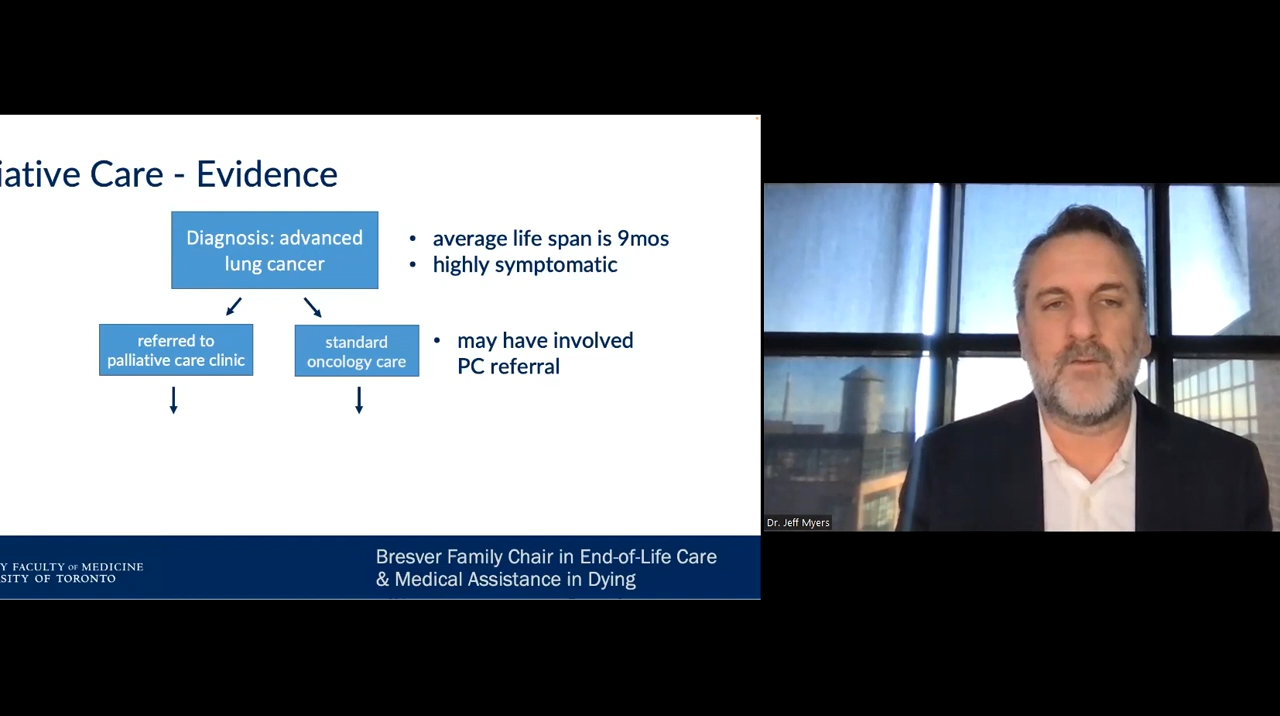 iative Care - Evidence
Diagnosis: advanced
lung cancer
• average life span is 9mos
• highly symptomatic
referred to
palliative care clinic
standard
oncology care
• may have involved
PC referral
Y FACULTY OF MEDICINE
SITY OF TORONTO
Bresver Family Chair in End-of-Life Care
& Medical Assistance in Dying
Dr. Jeff Myers